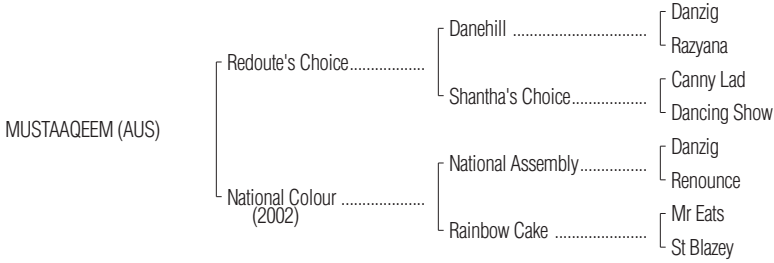 Danzig
Danehill ................................
Razyana
Redoute's Choice..................
Canny Lad
Shantha's Choice..................
Dancing Show
MUSTAAQEEM (AUS)
Danzig
National Assembly................
Renounce
National Colour ....................
(2002)
Mr Eats
Rainbow Cake ......................
St Blazey